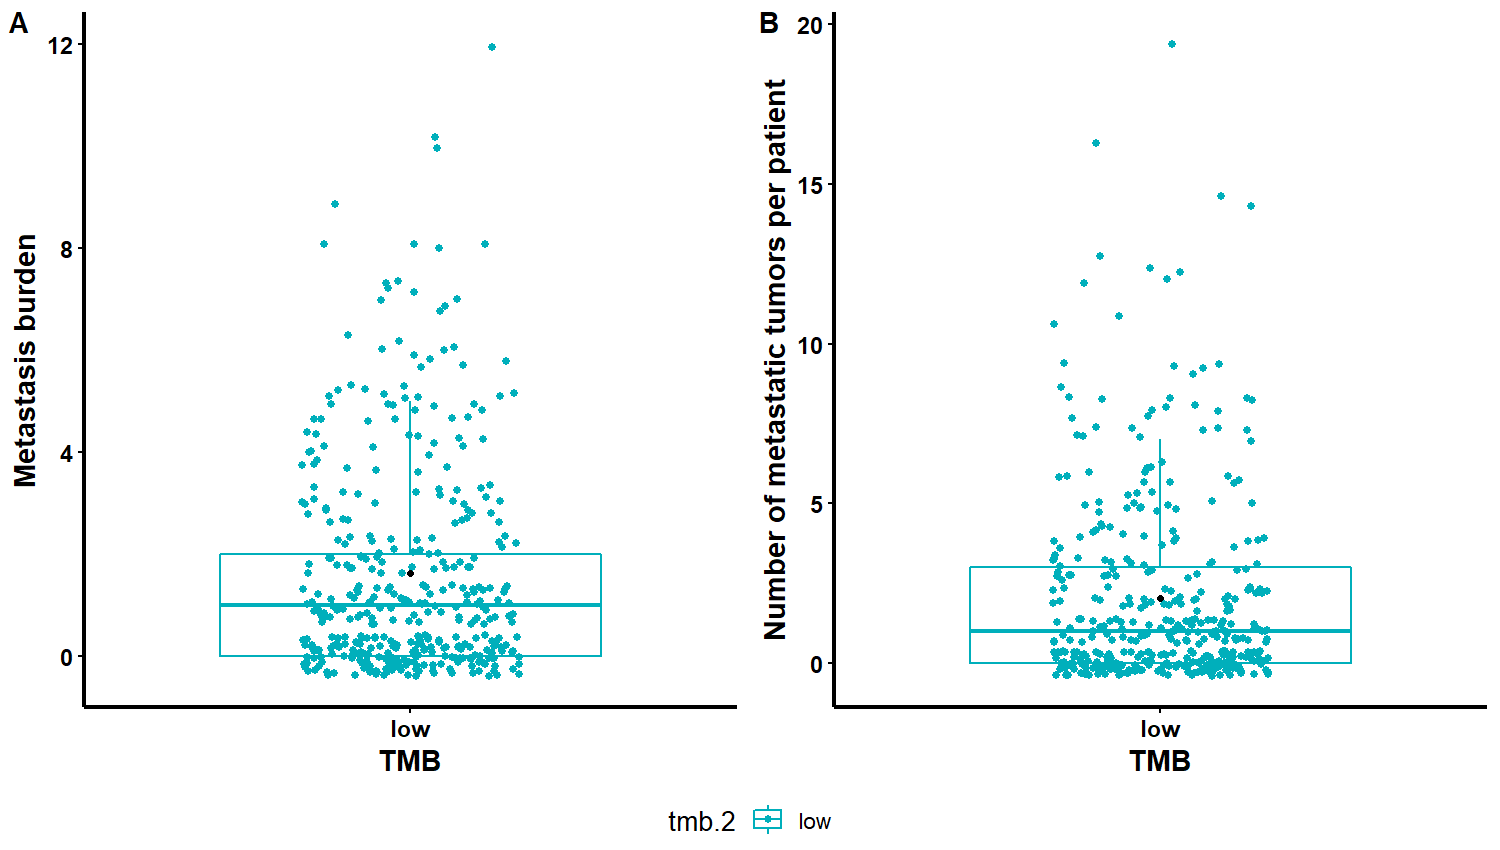 A
Metastasis burden
12
8
4
0
low
TMB
B
Number of metastatic tumors per patient
20
15
10
5
0
low
TMB
tmb.2 low